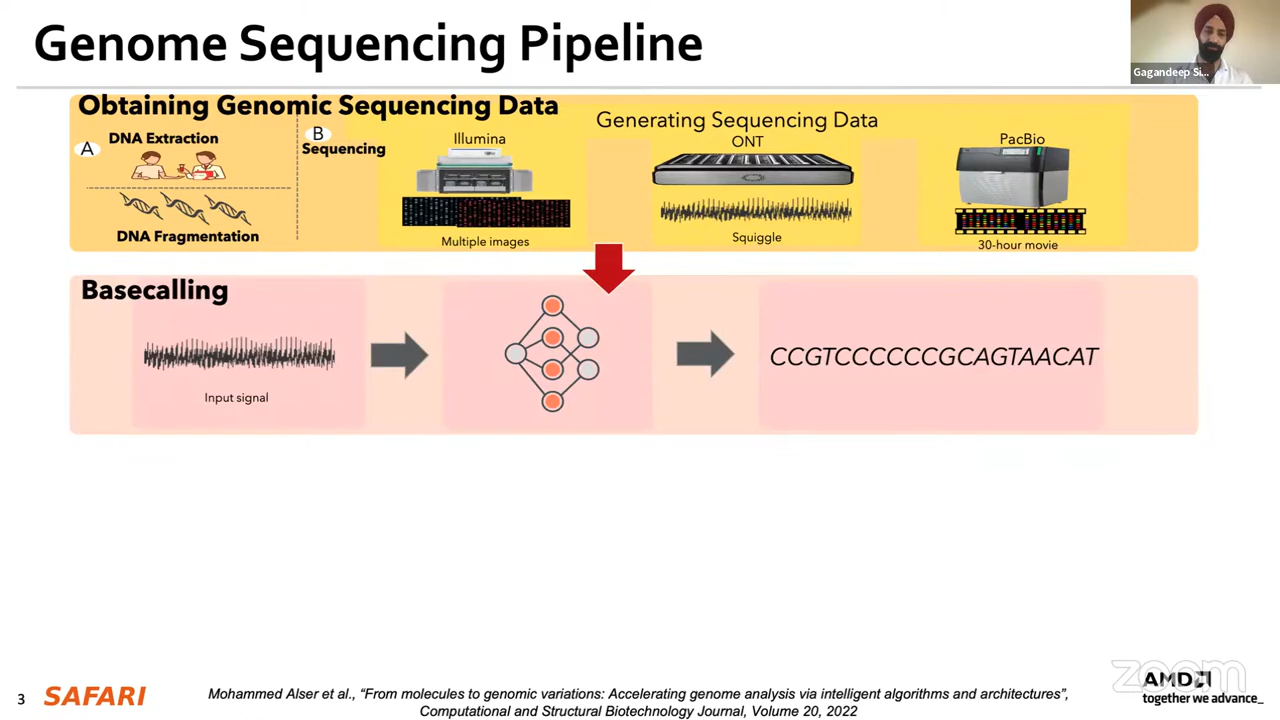 Genome Sequencing Pipeline
Gagandeep Si...
Obtaining Genomic Sequencing Data
A
DNA Extraction
DNA Fragmentation
B
Sequencing
Generating Sequencing Data
Illumina
Multiple images
ONT
Squiggle
PacBio
30-hour movie
Basecalling
Input signal
CCGTCCCCCCGCAGTAACAT
3
SAFARI
Mohammed Alser et al., “From molecules to genomic variations: Accelerating genome analysis via intelligent algorithms and architectures”,
Computational and Structural Biotechnology Journal, Volume 20, 2022
zoom
AMD
together we advance_